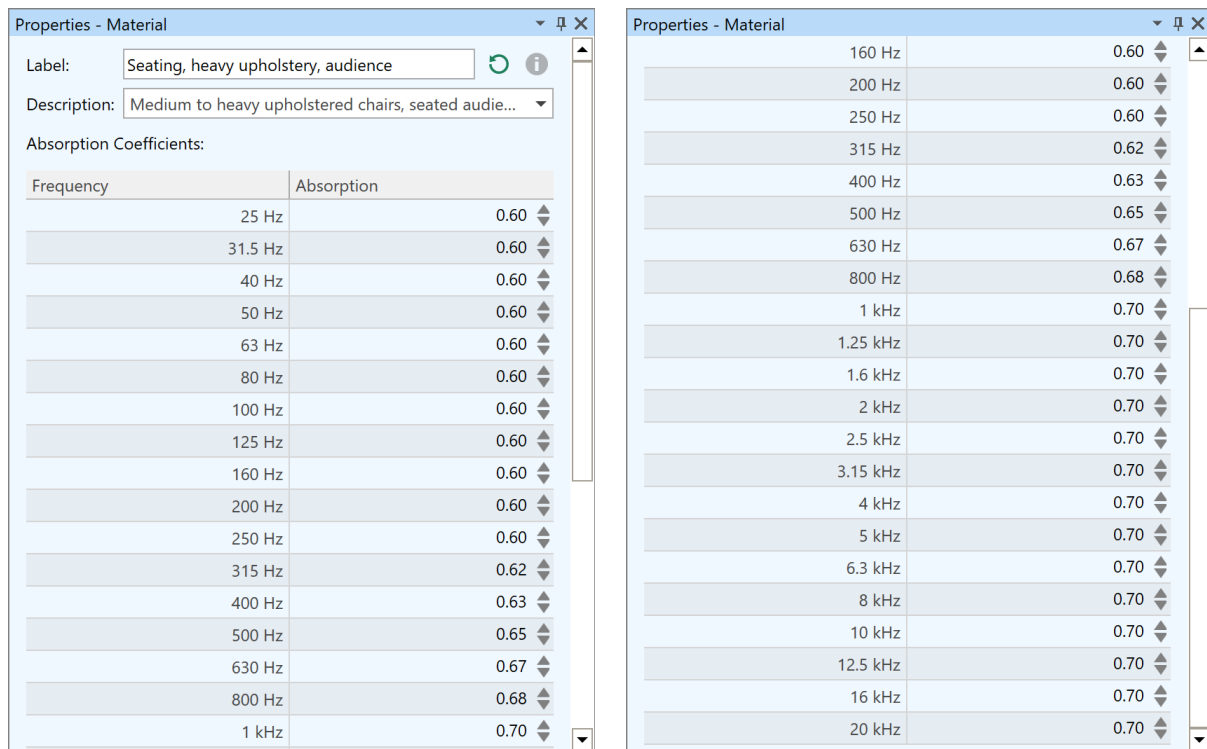 Properties - Material
Label: Seating, heavy upholstery, audience
Description: Medium to heavy upholstered chairs, seated audie...
Absorption Coefficients:
Frequency Absorption
25 Hz 0.60
31.5 Hz 0.60
40 Hz 0.60
50 Hz 0.60
63 Hz 0.60
80 Hz 0.60
100 Hz 0.60
125 Hz 0.60
160 Hz 0.60
200 Hz 0.60
250 Hz 0.60
315 Hz 0.62
400 Hz 0.63
500 Hz 0.65
630 Hz 0.67
800 Hz 0.68
1 kHz 0.70
Properties - Material
160 Hz 0.60
200 Hz 0.60
250 Hz 0.60
315 Hz 0.62
400 Hz 0.63
500 Hz 0.65
630 Hz 0.67
800 Hz 0.68
1 kHz 0.70
1.25 kHz 0.70
1.6 kHz 0.70
2 kHz 0.70
2.5 kHz 0.70
3.15 kHz 0.70
4 kHz 0.70
5 kHz 0.70
6.3 kHz 0.70
8 kHz 0.70
10 kHz 0.70
12.5 kHz 0.70
16 kHz 0.70
20 kHz 0.70